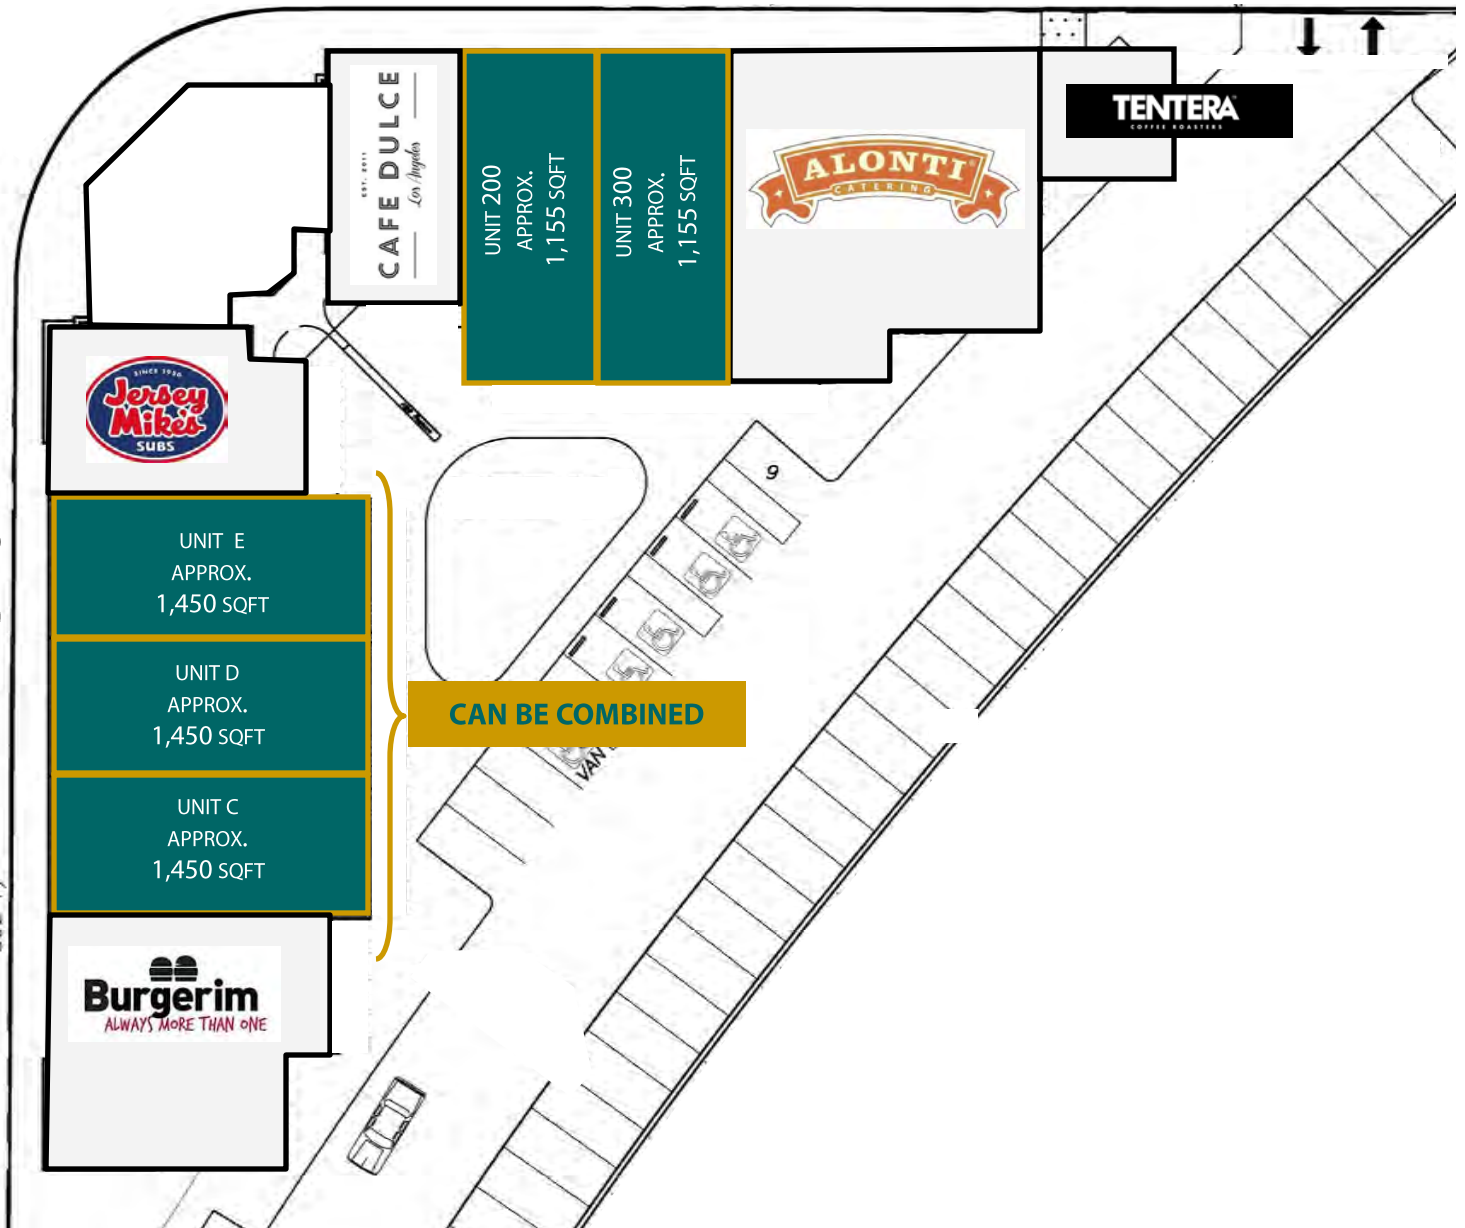 EST. 2011
CAFE DULCE
Los Angeles
UNIT 200
APPROX.
1,155 SQFT
UNIT 300
APPROX.
1,155 SQFT
ALONTI
CATERING
TENTERA
COFFEE ROASTERS
SINCE 1956
Jersey
Mike's
SUBS
9
UNIT E
APPROX.
1,450 SQFT
UNIT D
APPROX.
1,450 SQFT
CAN BE COMBINED
VAN
UNIT C
APPROX.
1,450 SQFT
Burgerim
ALWAYS MORE THAN ONE